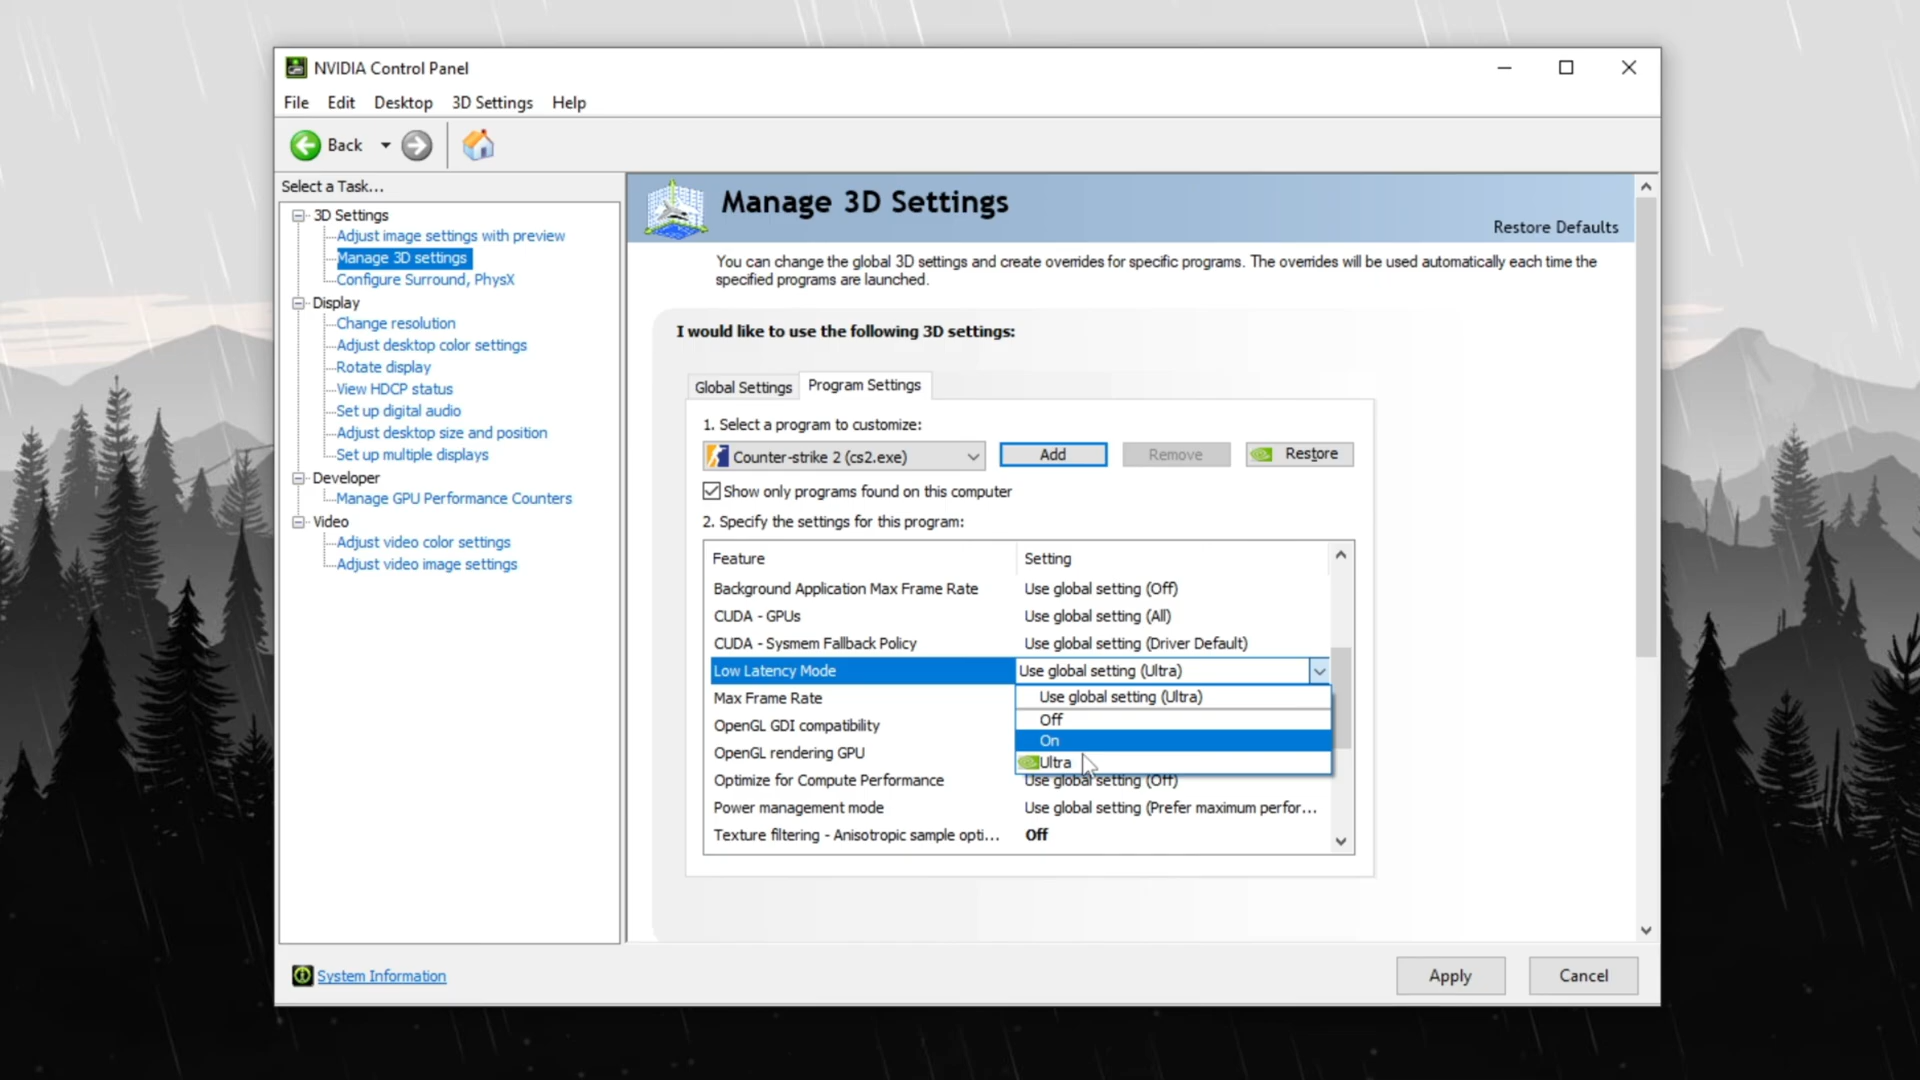 NVIDIA Control Panel
File Edit Desktop 3D Settings Help
Back
Select a Task...
3D Settings
Adjust image settings with preview
Manage 3D settings
Configure Surround, PhysX
Display
Change resolution
Adjust desktop color settings
Rotate display
View HDCP status
Set up digital audio
Adjust desktop size and position
Set up multiple displays
Developer
Manage GPU Performance Counters
Video
Adjust video color settings
Adjust video image settings
Manage 3D Settings
Restore Defaults
You can change the global 3D settings and create overrides for specific programs. The overrides will be used automatically each time the
specified programs are launched.
I would like to use the following 3D settings:
Global Settings Program Settings
1. Select a program to customize:
Counter-strike 2 (cs2.exe) Add Remove Restore
Show only programs found on this computer
2. Specify the settings for this program:
Feature Setting
Background Application Max Frame Rate Use global setting (Off)
CUDA - GPUs Use global setting (All)
CUDA - Sysmem Fallback Policy Use global setting (Driver Default)
Low Latency Mode Use global setting (Ultra)
Max Frame Rate Use global setting (Ultra)
Off
OpenGL GDI compatibility
On
OpenGL rendering GPU
Ultra
Optimize for Compute Performance Use global setting (Off)
Power management mode Use global setting (Prefer maximum perfor...
Texture filtering - Anisotropic sample opti... Off
System Information
Apply Cancel